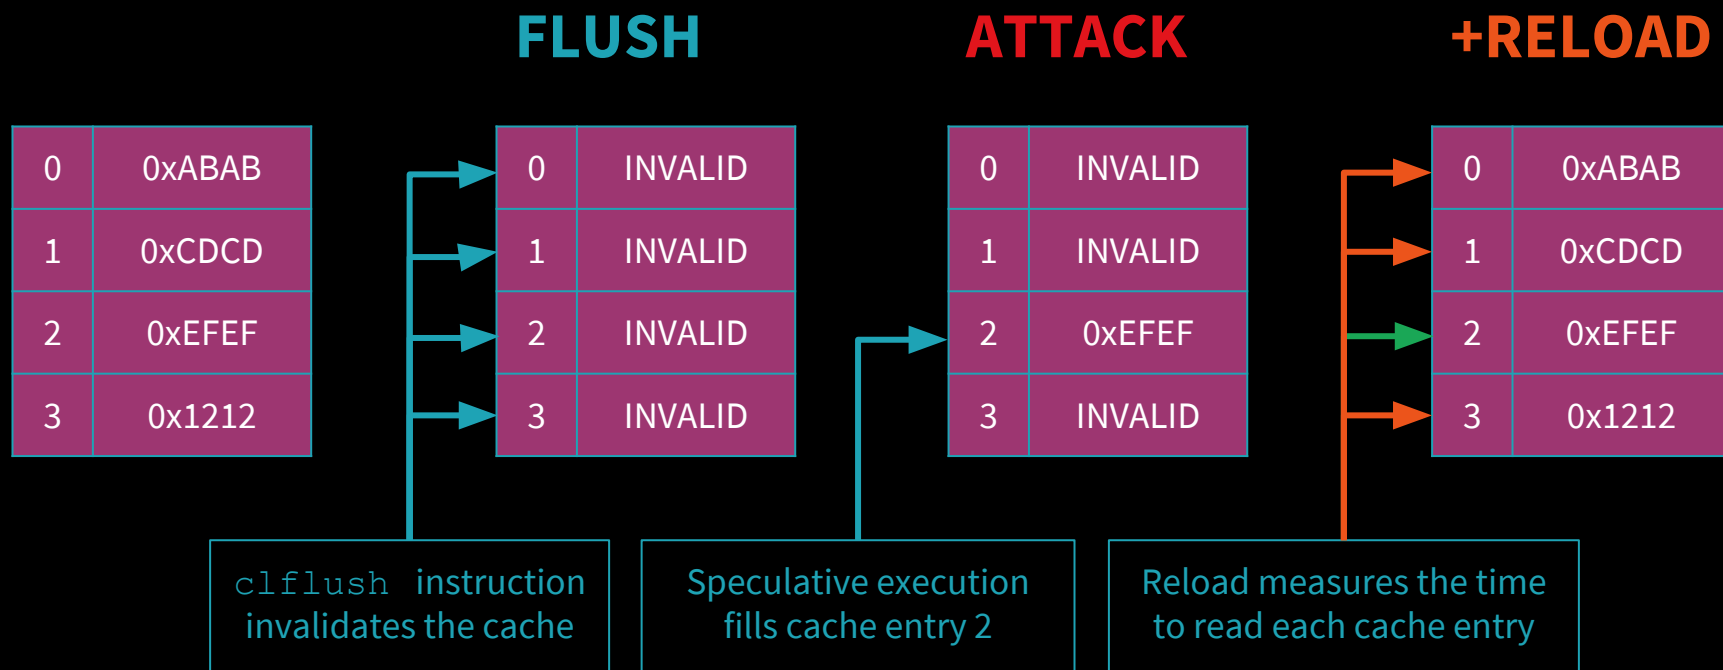 FLUSH
ATTACK
+RELOAD
0 0xABAB
1 0xCDCD
2 0xEFEF
3 0x1212
0 INVALID
1 INVALID
2 INVALID
3 INVALID
0 INVALID
1 INVALID
2 0xEFEF
3 INVALID
0 0xABAB
1 0xCDCD
2 0xEFEF
3 0x1212
clflush instruction
invalidates the cache
Speculative execution
fills cache entry 2
Reload measures the time
to read each cache entry